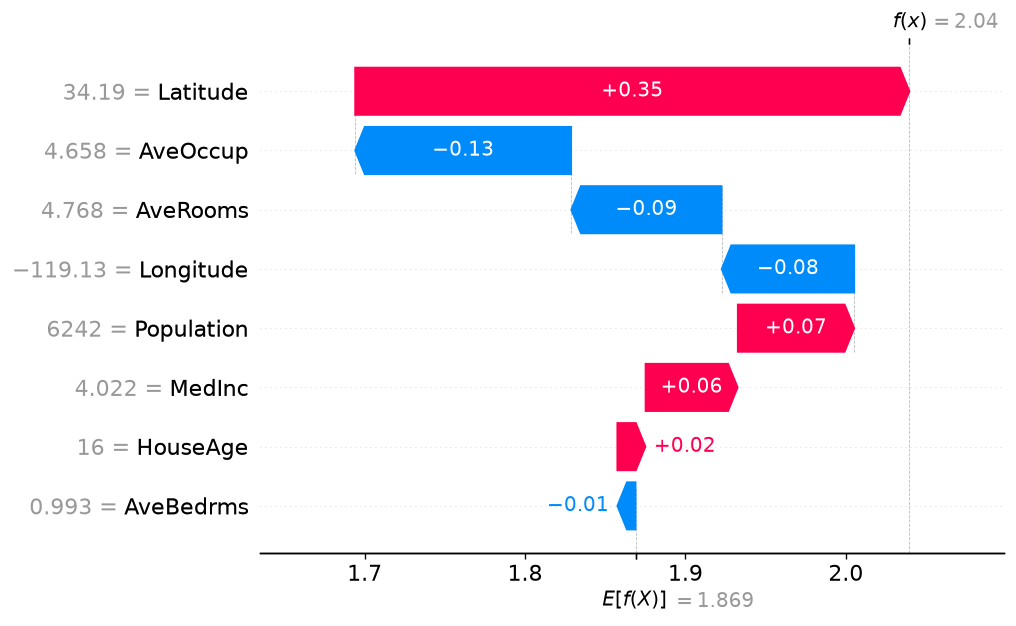 f(x) = 2.04
34.19 = Latitude +0.35
4.658 = AveOccup −0.13
4.768 = AveRooms −0.09
−119.13 = Longitude −0.08
6242 = Population +0.07
4.022 = MedInc +0.06
16 = HouseAge +0.02
0.993 = AveBedrms −0.01
1.7 1.8 1.9 2.0
E[f(X)] = 1.869